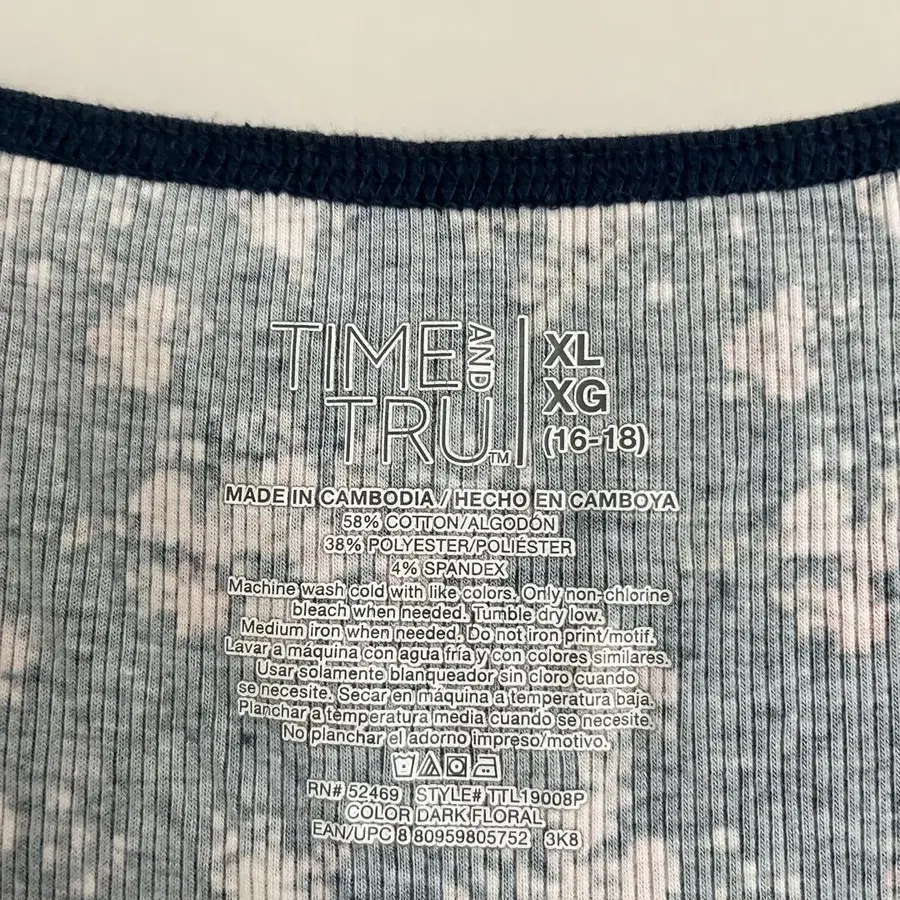 TIME AND TRU™
XL
XG
(16-18)
MADE IN CAMBODIA / HECHO EN CAMBOYA
58% COTTON/ALGODÓN
38% POLYESTER/POLIÉSTER
4% SPANDEX
Machine wash cold with like colors. Only non-chlorine
bleach when needed. Tumble dry low.
Medium iron when needed. Do not iron print/motif.
Lavar a máquina con agua fría y con colores similares.
Usar solamente blanqueador sin cloro cuando
se necesite. Secar en máquina a temperatura baja.
Planchar a temperatura media cuando se necesite.
No planchar el adorno impreso/motivo.
RN# 52469 STYLE# TTL19008P
COLOR DARK FLORAL
EAN/UPC 8 80959805752 3K8